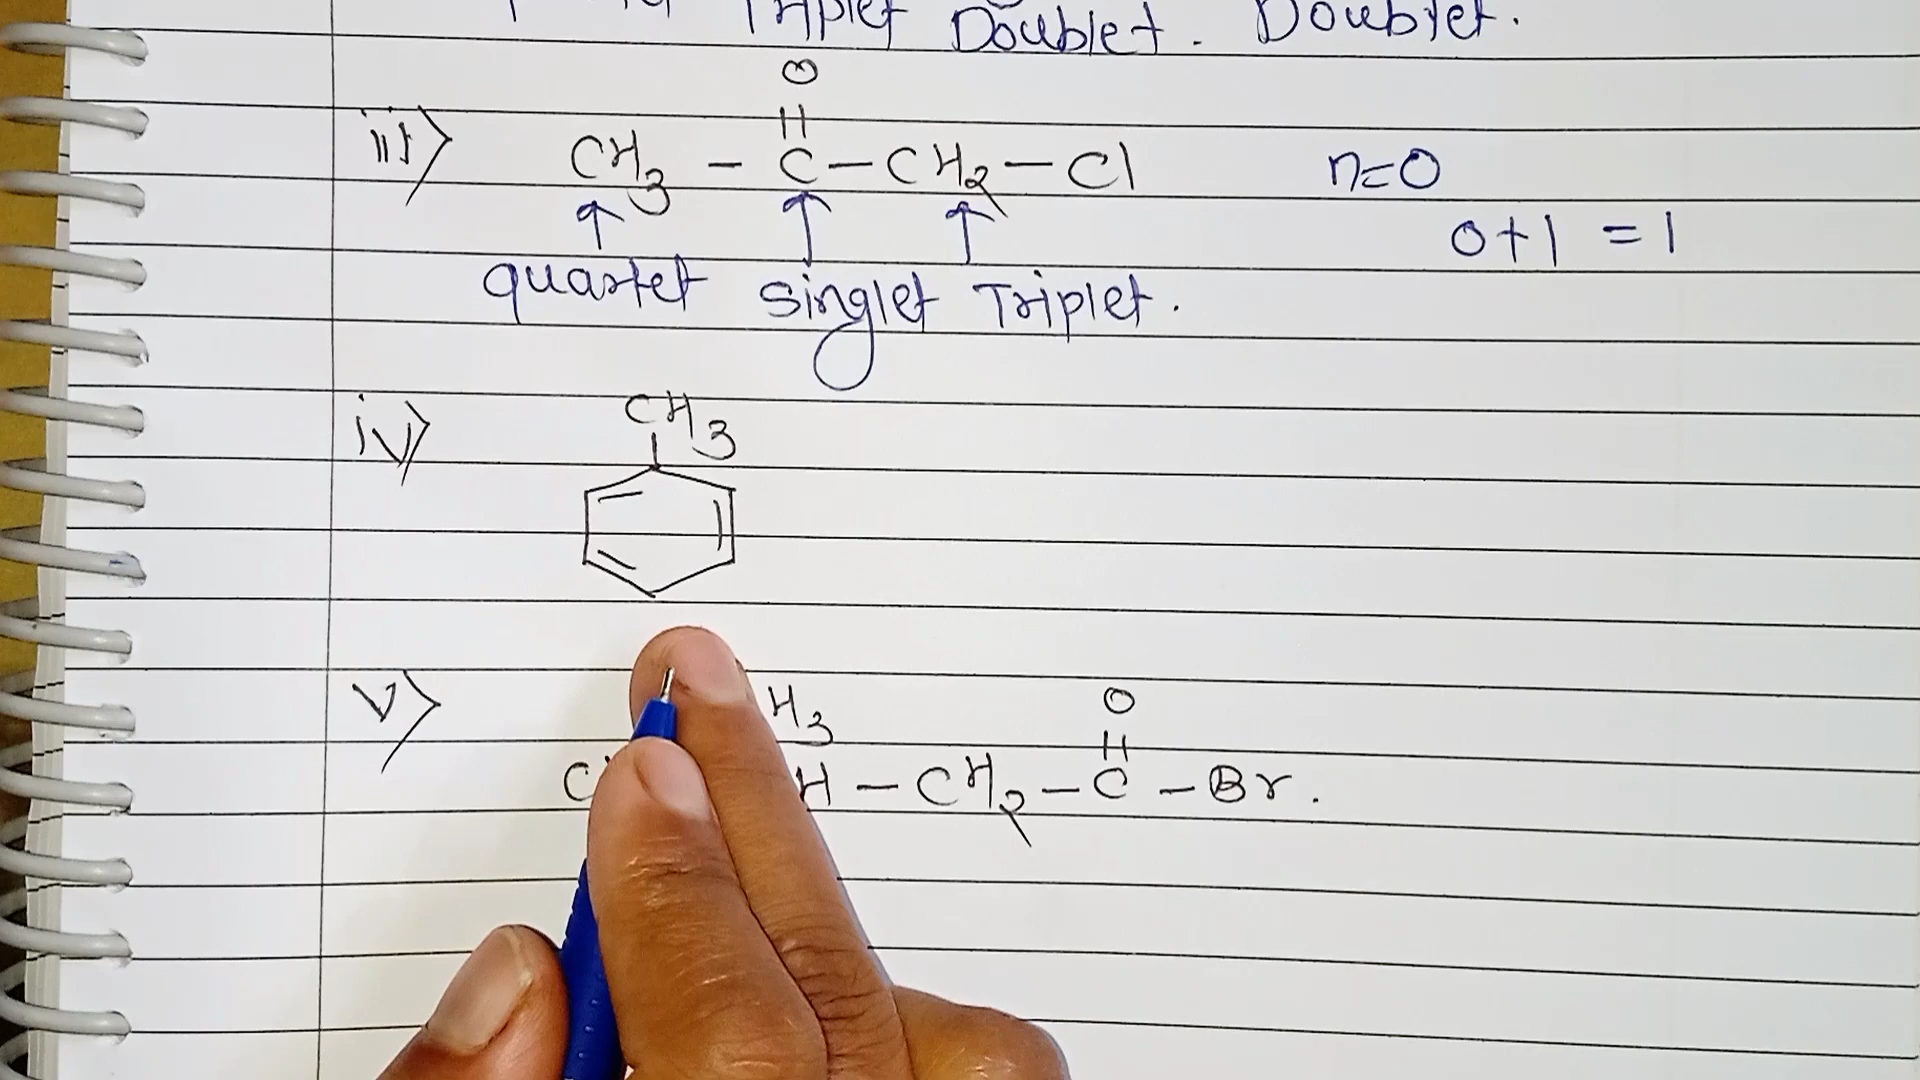 Triplet Doublet. Doublet.
O
iii) CH3 - C - CH2 - Cl n=0
0+1 = 1
quartet singlet Triplet.
iv) CH3
v) H3 O
C H - CH2 - C - Br.